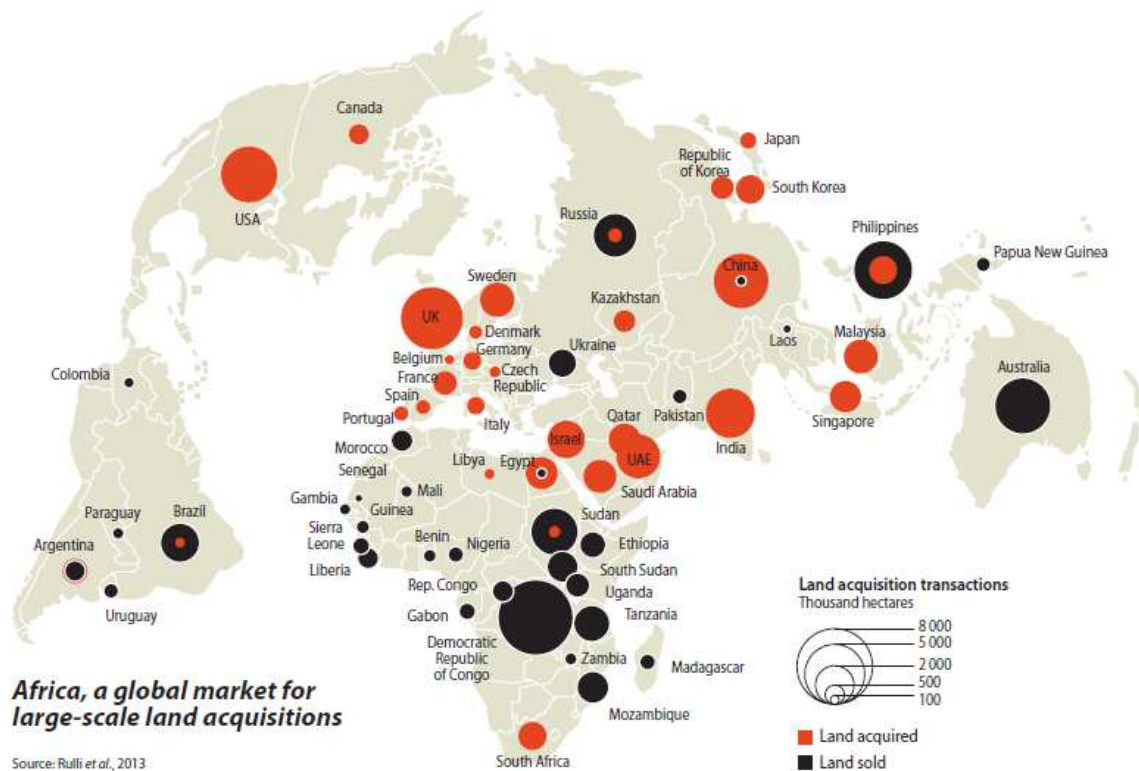 Canada
USA
Japan
Republic
of Korea
South Korea
Russia
Philippines
Papua New Guinea
China
Sweden
UK
Kazakhstan
Denmark
Ukraine
Germany
Belgium
Czech
Republic
France
Spain
Portugal
Italy
Laos
Malaysia
Singapore
Australia
Colombia
Pakistan
India
Qatar
Israel
UAE
Saudi Arabia
Morocco
Libya
Egypt
Senegal
Mali
Gambia
Guinea
Sierra
Leone
Liberia
Benin
Nigeria
Sudan
Ethiopia
South Sudan
Uganda
Rep. Congo
Gabon
Democratic
Republic
of Congo
Tanzania
Zambia
Madagascar
Mozambique
South Africa
Paraguay
Brazil
Argentina
Uruguay
Land acquisition transactions
Thousand hectares
8 000
5 000
2 000
500
100
Land acquired
Land sold
Africa, a global market for
large-scale land acquisitions
Source: Rulli et al., 2013